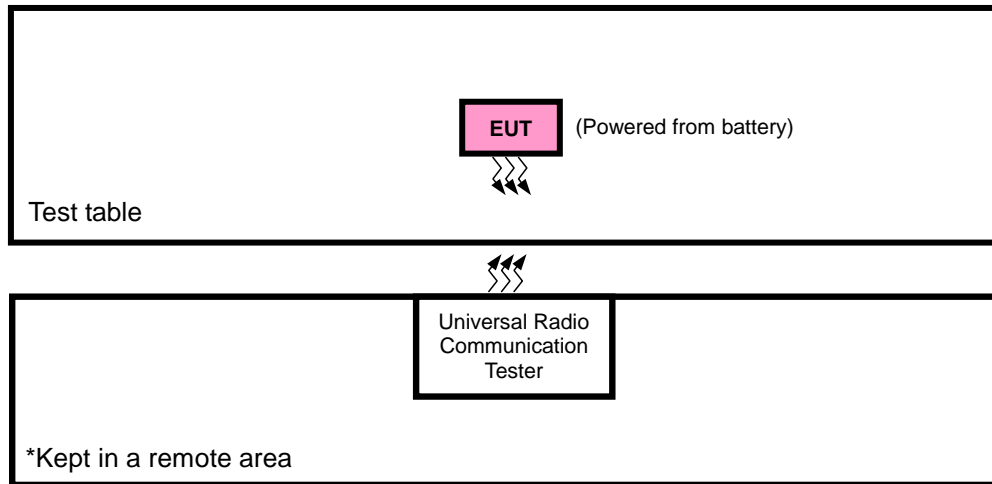 EUT
(Powered from battery)
Test table
Universal Radio
Communication
Tester
*Kept in a remote area